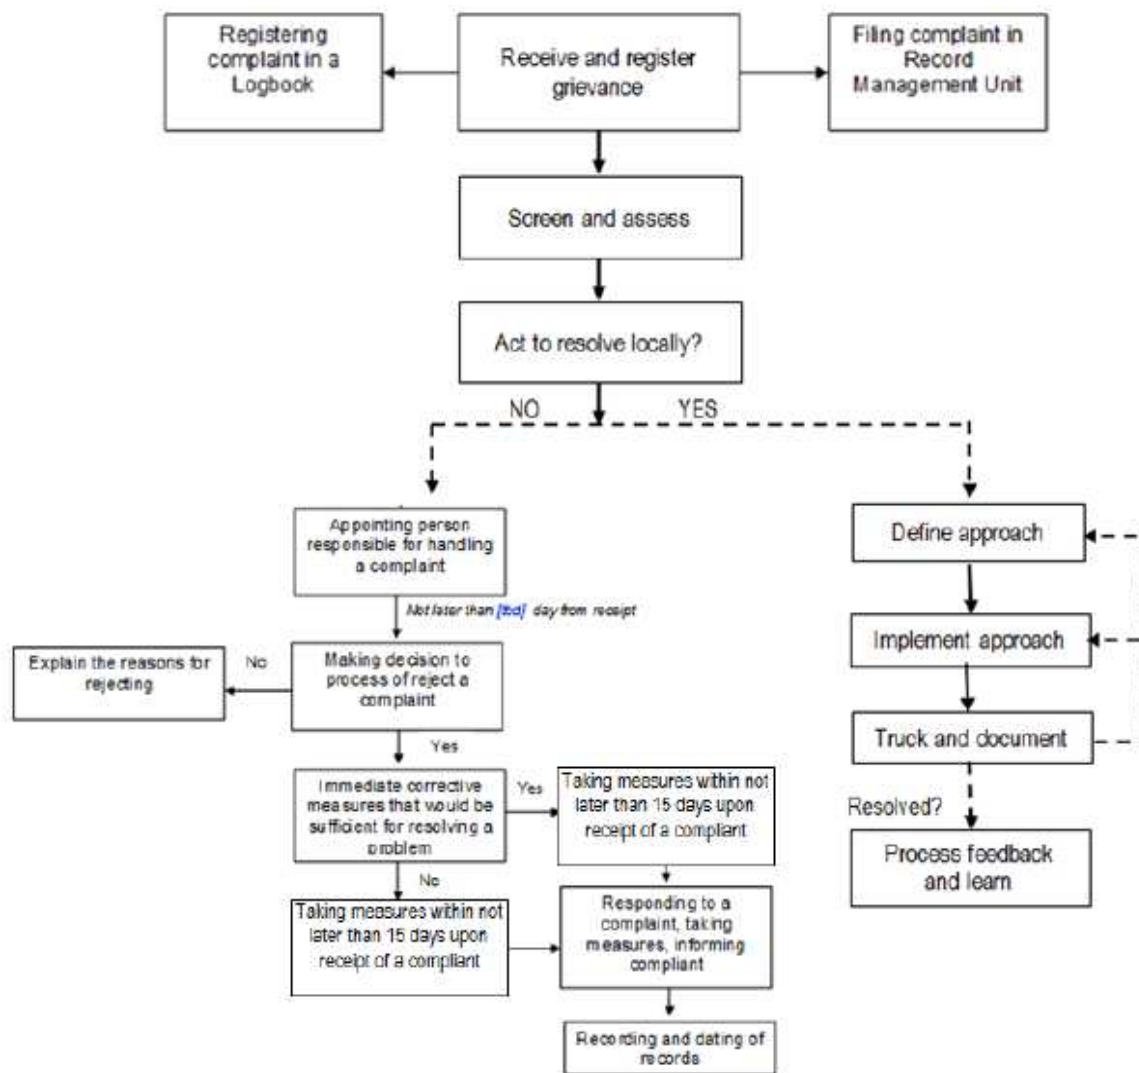 Registering
complaint in a
Logbook
Receive and register
grievance
Filing complaint in
Record
Management Unit
Screen and assess
Act to resolve locally?
NO
YES
Appointing person
responsible for handling
a complaint
Define approach
Not later than [tbd] day from receipt
Explain the reasons for
rejecting
No
Making decision to
process of reject a
complaint
Implement approach
Yes
Truck and document
Immediate corrective
measures that would be
sufficient for resolving a
problem
Yes
Taking measures within not
later than 15 days upon
receipt of a compliant
Resolved?
Process feedback
and learn
No
Taking measures within not
later than 15 days upon
receipt of a compliant
Responding to a
complaint, taking
measures, informing
compliant
Recording and dating of
records